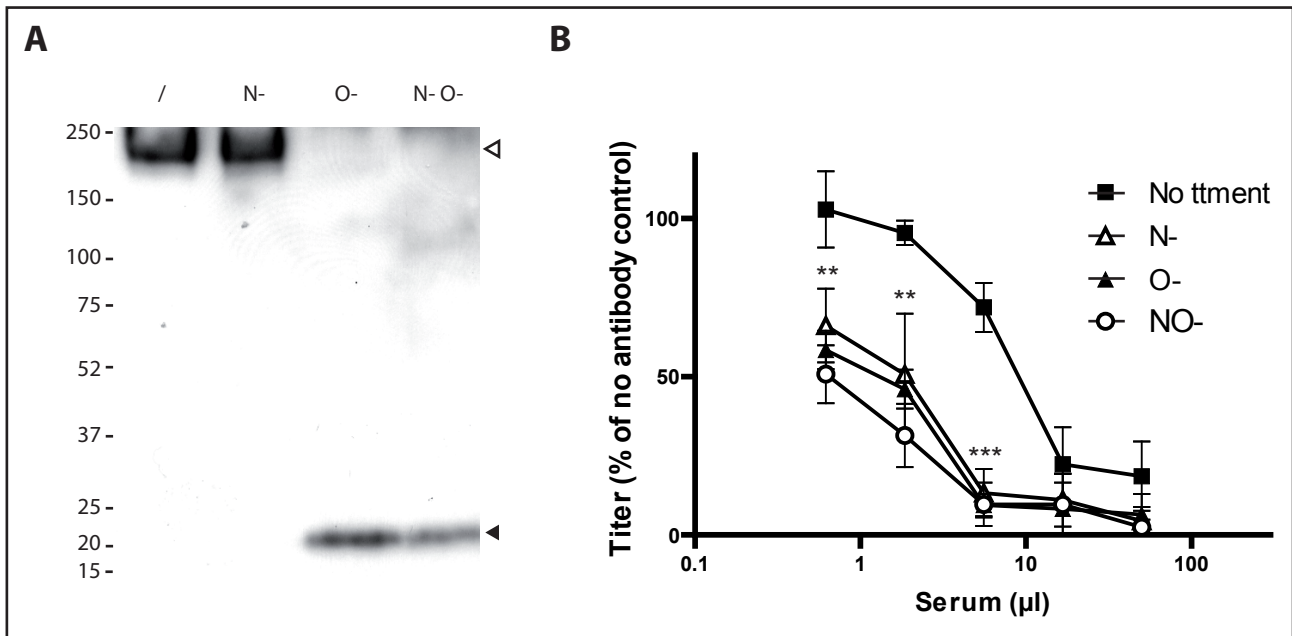 A
/ N- O- N- O-
250 -
150 -
100 -
75 -
52 -
37 -
25 -
20 -
15 -
B
Titer (% of no antibody control)
100
50
0
0.1 1 10 100
Serum (µl)
** ** ***
No ttment
N-
O-
NO-